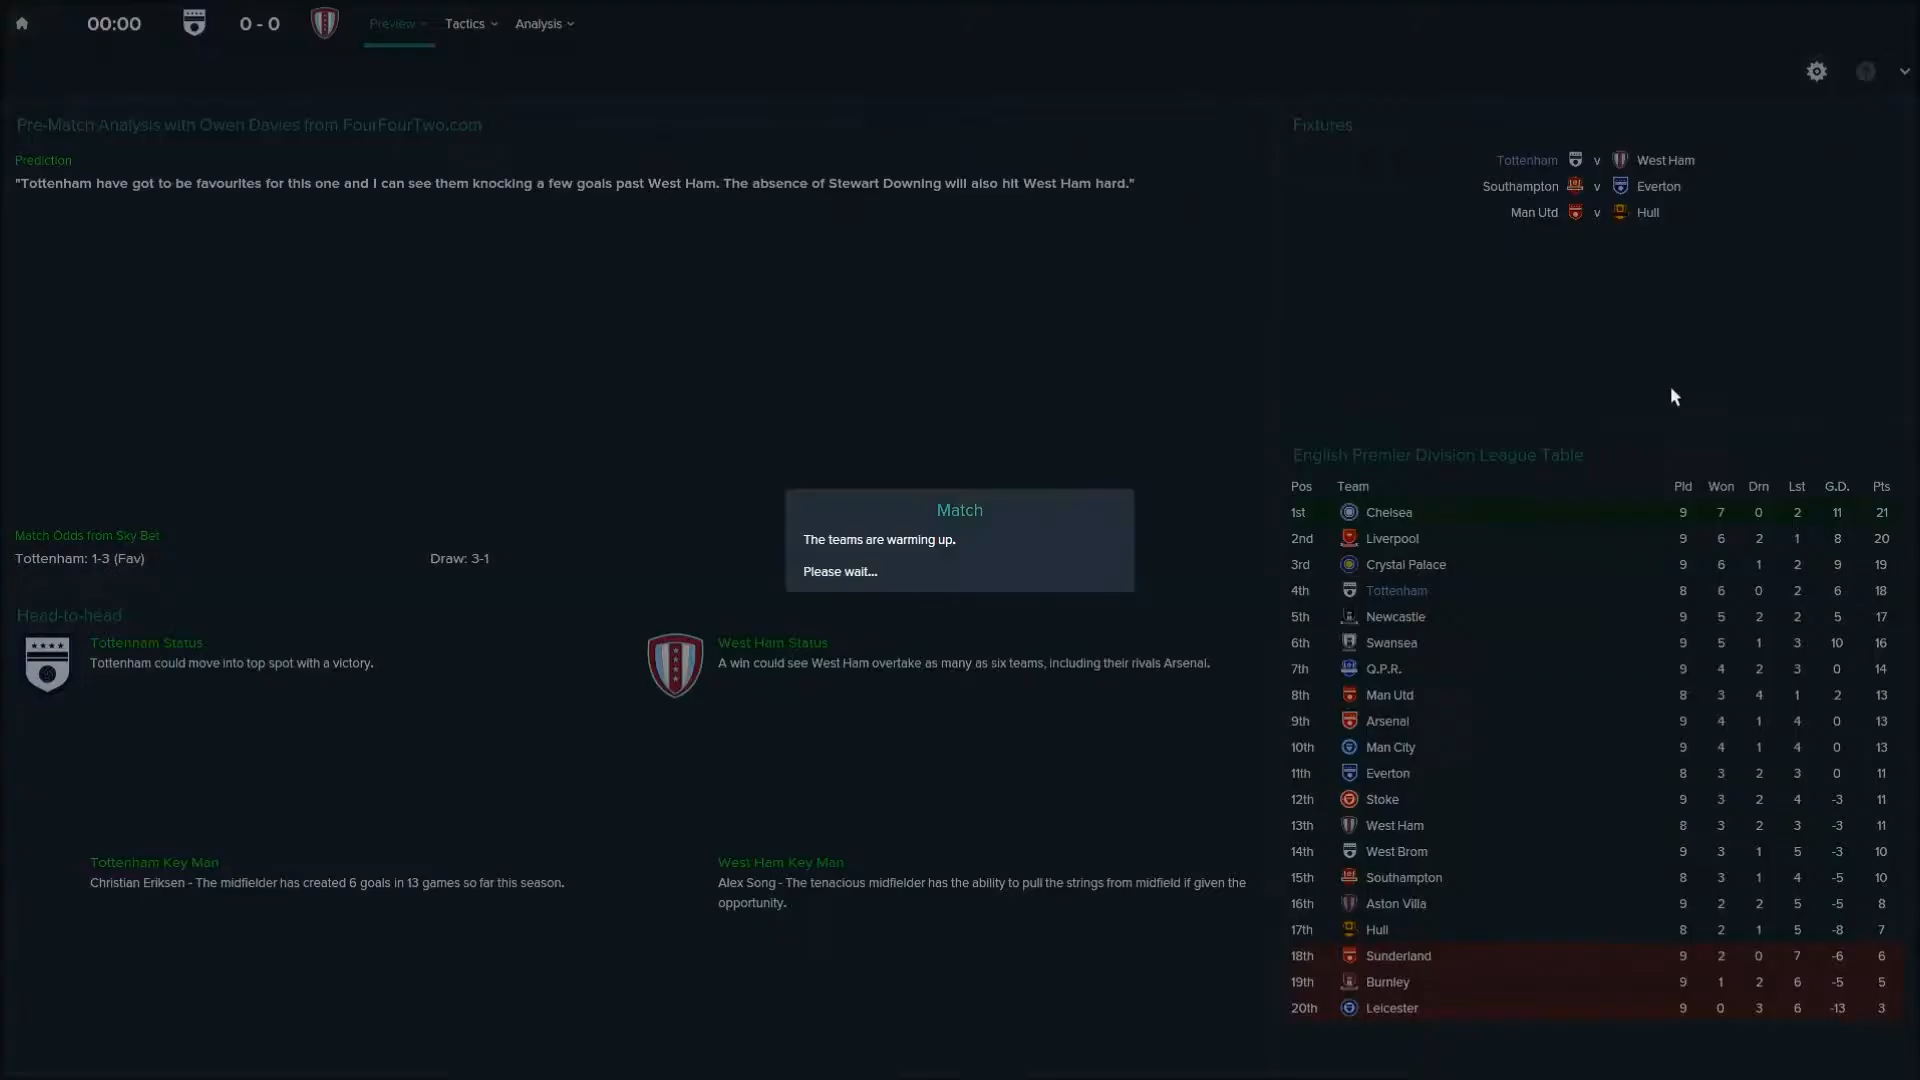 00:00 0 - 0 Preview Tactics Analysis
Pre-Match Analysis with Owen Davies from FourFourTwo.com
Prediction
"Tottenham have got to be favourites for this one and I can see them knocking a few goals past West Ham. The absence of Stewart Downing will also hit West Ham hard."
Match Odds from Sky Bet
Tottenham: 1-3 (Fav) Draw: 3-1
Match
The teams are warming up.
Please wait...
Head-to-head
Tottenham Status
Tottenham could move into top spot with a victory.
West Ham Status
A win could see West Ham overtake as many as six teams, including their rivals Arsenal.
Tottenham Key Man
Christian Eriksen - The midfielder has created 6 goals in 13 games so far this season.
West Ham Key Man
Alex Song - The tenacious midfielder has the ability to pull the strings from midfield if given the
opportunity.
Fixtures
Tottenham v West Ham
Southampton v Everton
Man Utd v Hull
English Premier Division League Table
Pos Team Pld Won Drn Lst G.D. Pts
1st Chelsea 9 7 0 2 11 21
2nd Liverpool 9 6 2 1 8 20
3rd Crystal Palace 9 6 1 2 9 19
4th Tottenham 8 6 0 2 6 18
5th Newcastle 9 5 2 2 5 17
6th Swansea 9 5 1 3 10 16
7th Q.P.R. 9 4 2 3 0 14
8th Man Utd 8 3 4 1 2 13
9th Arsenal 9 4 1 4 0 13
10th Man City 9 4 1 4 0 13
11th Everton 8 3 2 3 0 11
12th Stoke 9 3 2 4 -3 11
13th West Ham 8 3 2 3 -3 11
14th West Brom 9 3 1 5 -3 10
15th Southampton 8 3 1 4 -5 10
16th Aston Villa 9 2 2 5 -5 8
17th Hull 8 2 1 5 -8 7
18th Sunderland 9 2 0 7 -6 6
19th Burnley 9 1 2 6 -5 5
20th Leicester 9 0 3 6 -13 3